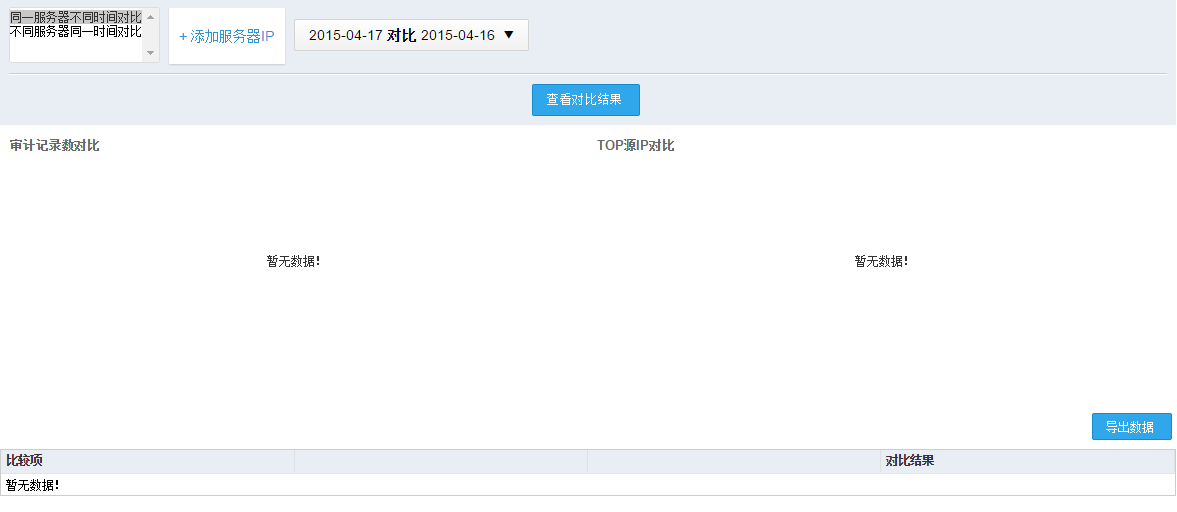 同一服务器不同时间对比
不同服务器同一时间对比
+ 添加服务器IP
2015-04-17 对比 2015-04-16 ▼
查看对比结果
审计记录数对比
TOP源IP对比
暂无数据!
暂无数据!
导出数据
比较项
对比结果
暂无数据!